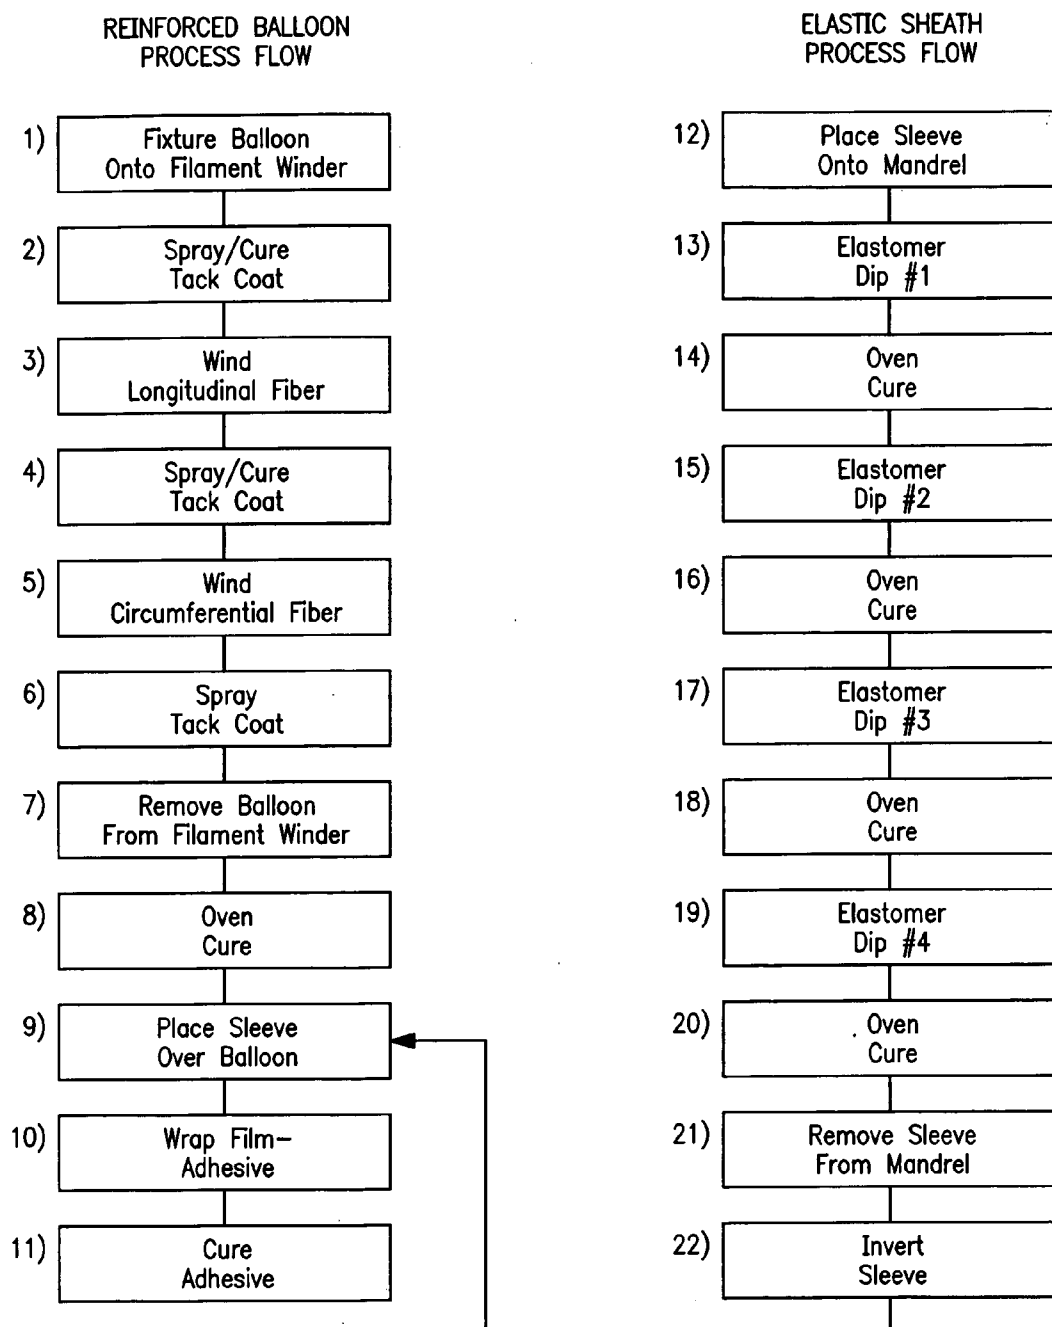 REINFORCED BALLOON
PROCESS FLOW
1) Fixture Balloon
Onto Filament Winder
2) Spray/Cure
Tack Coat
3) Wind
Longitudinal Fiber
4) Spray/Cure
Tack Coat
5) Wind
Circumferential Fiber
6) Spray
Tack Coat
7) Remove Balloon
From Filament Winder
8) Oven
Cure
9) Place Sleeve
Over Balloon
10) Wrap Film-
Adhesive
11) Cure
Adhesive
ELASTIC SHEATH
PROCESS FLOW
12) Place Sleeve
Onto Mandrel
13) Elastomer
Dip #1
14) Oven
Cure
15) Elastomer
Dip #2
16) Oven
Cure
17) Elastomer
Dip #3
18) Oven
Cure
19) Elastomer
Dip #4
20) Oven
Cure
21) Remove Sleeve
From Mandrel
22) Invert
Sleeve